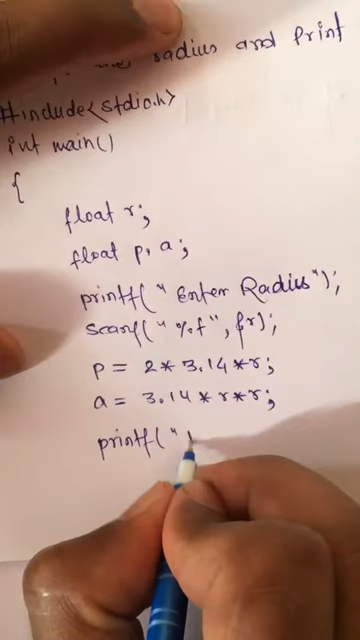 radius and Print
#include<stdio.h>
int main()
{
float r;
float p, a;
printf(" Enter Radius");
scanf(" %f", &r);
p = 2* 3.14 *r;
a = 3.14 * r * r;
printf("